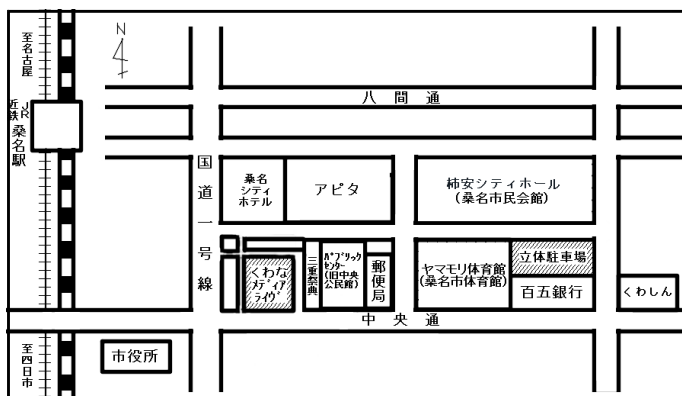 至名古屋
N
八間通
近鉄
JR
桑名駅
国道一号線
桑名
シティ
ホテル
アピタ
柿安シティホール
(桑名市民会館)
くわな
メディア
ライヴ
三重祭典
パブリック
センター
(旧中央
公民館)
郵便局
ヤマモリ体育館
(桑名市体育館)
立体駐車場
百五銀行
くわしん
中央通
至四日市
市役所